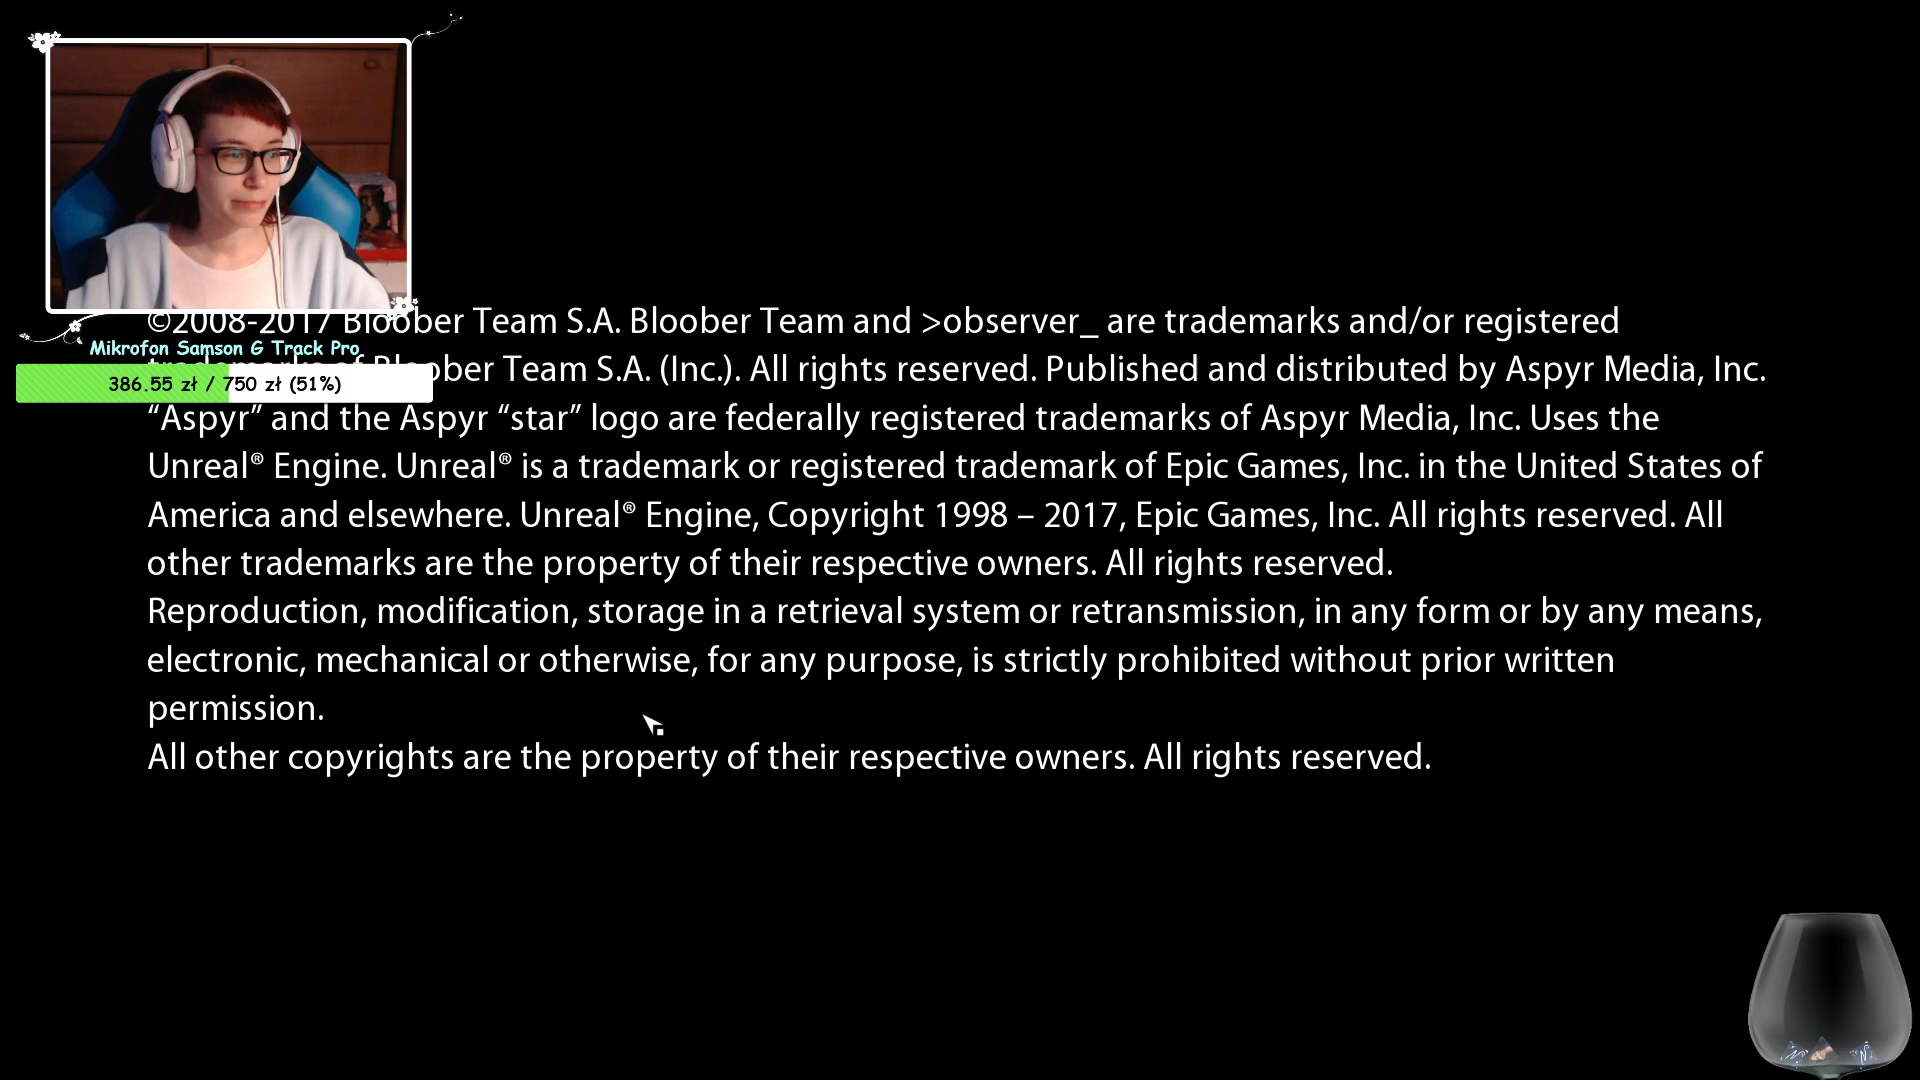 ©2008-2017 Bloober Team S.A. Bloober Team and >observer_ are trademarks and/or registered
Mikrofon Samson G Track Pro
of Bloober Team S.A. (Inc.). All rights reserved. Published and distributed by Aspyr Media, Inc.
386.55 zł / 750 zł (51%)
“Aspyr” and the Aspyr “star” logo are federally registered trademarks of Aspyr Media, Inc. Uses the
Unreal® Engine. Unreal® is a trademark or registered trademark of Epic Games, Inc. in the United States of
America and elsewhere. Unreal® Engine, Copyright 1998 – 2017, Epic Games, Inc. All rights reserved. All
other trademarks are the property of their respective owners. All rights reserved.
Reproduction, modification, storage in a retrieval system or retransmission, in any form or by any means,
electronic, mechanical or otherwise, for any purpose, is strictly prohibited without prior written
permission.
All other copyrights are the property of their respective owners. All rights reserved.